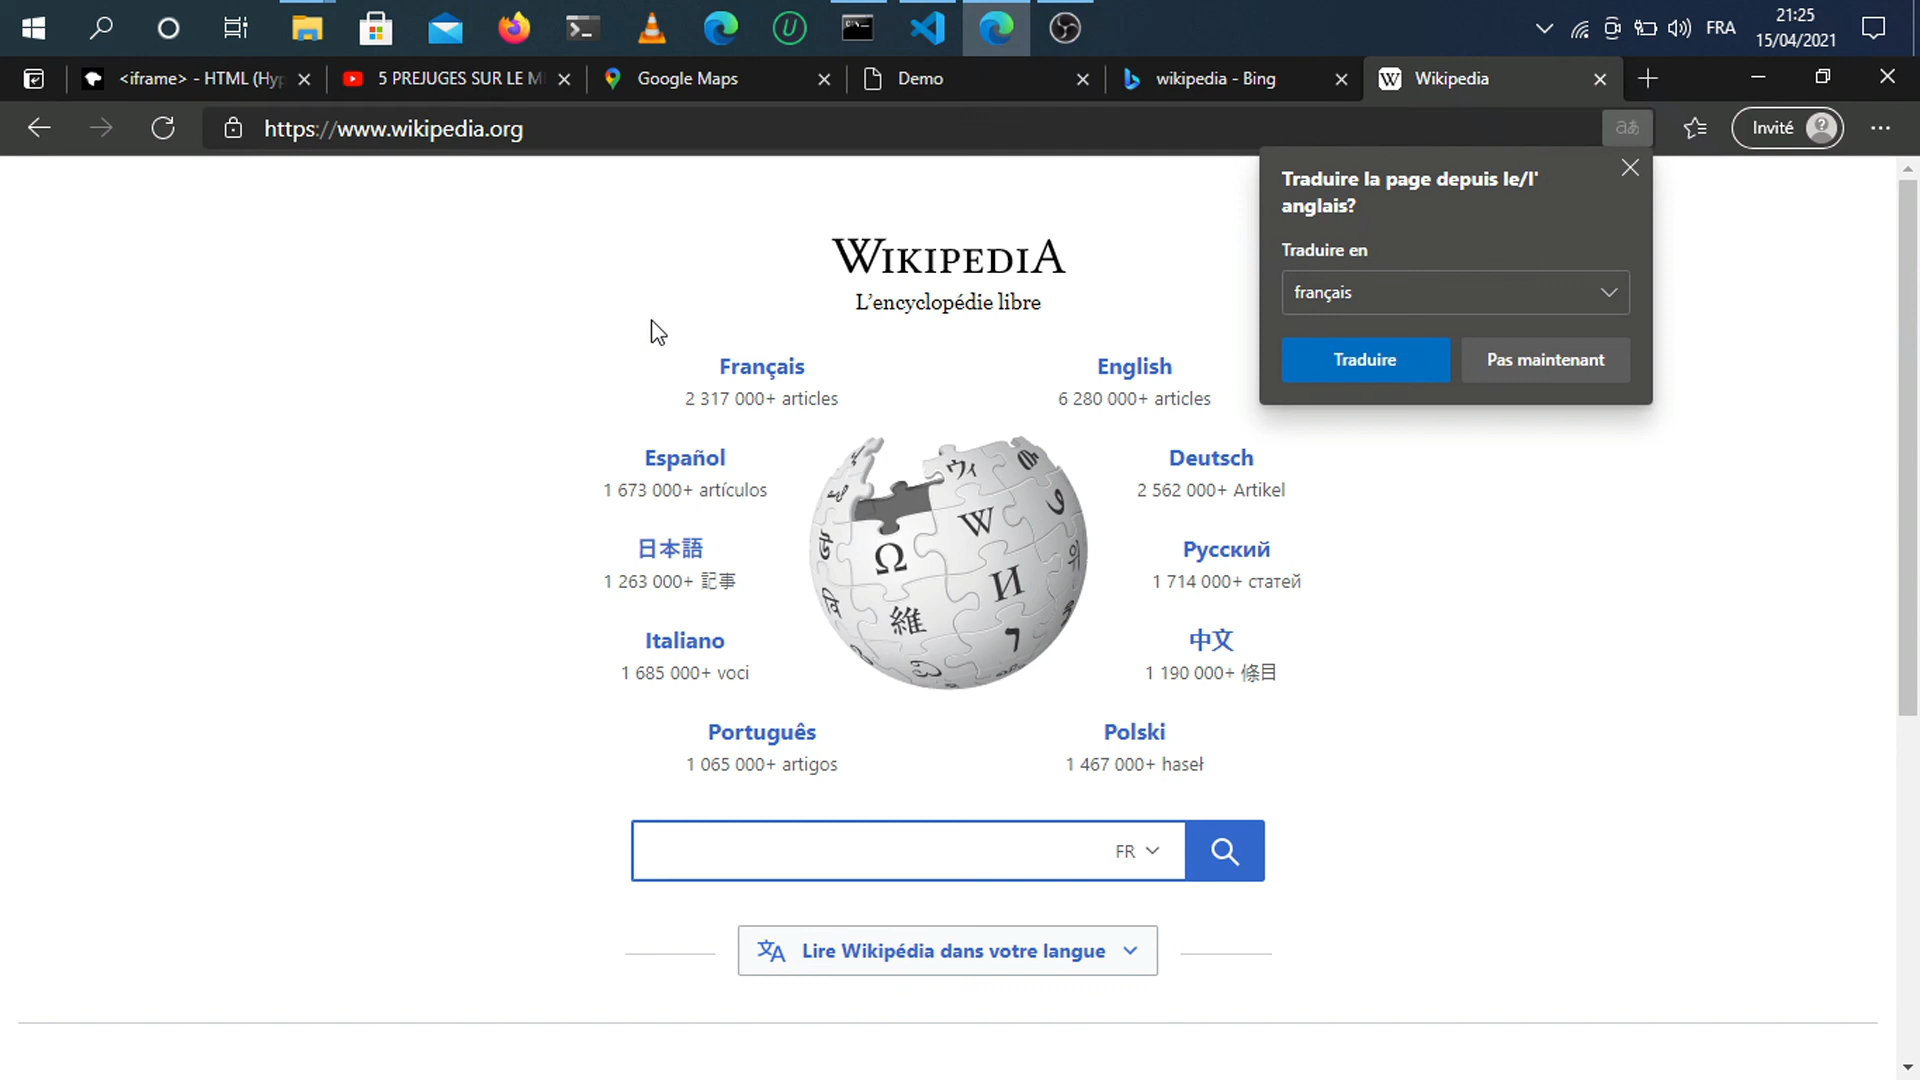 FRA
21:25
15/04/2021
<iframe> - HTML (Hyp
5 PREJUGES SUR LE M
Google Maps
Demo
wikipedia - Bing
Wikipedia
https://www.wikipedia.org
aあ
Invité
Traduire la page depuis le/l'
anglais?
Traduire en
français
Traduire
Pas maintenant
WIKIPEDIA
L'encyclopédie libre
Français
2 317 000+ articles
English
6 280 000+ articles
Español
1 673 000+ artículos
Deutsch
2 562 000+ Artikel
日本語
1 263 000+ 記事
Русский
1 714 000+ статей
Italiano
1 685 000+ voci
中文
1 190 000+ 條目
Português
1 065 000+ artigos
Polski
1 467 000+ haseł
Ω
W
И
維
ウィ
FR
Lire Wikipédia dans votre langue